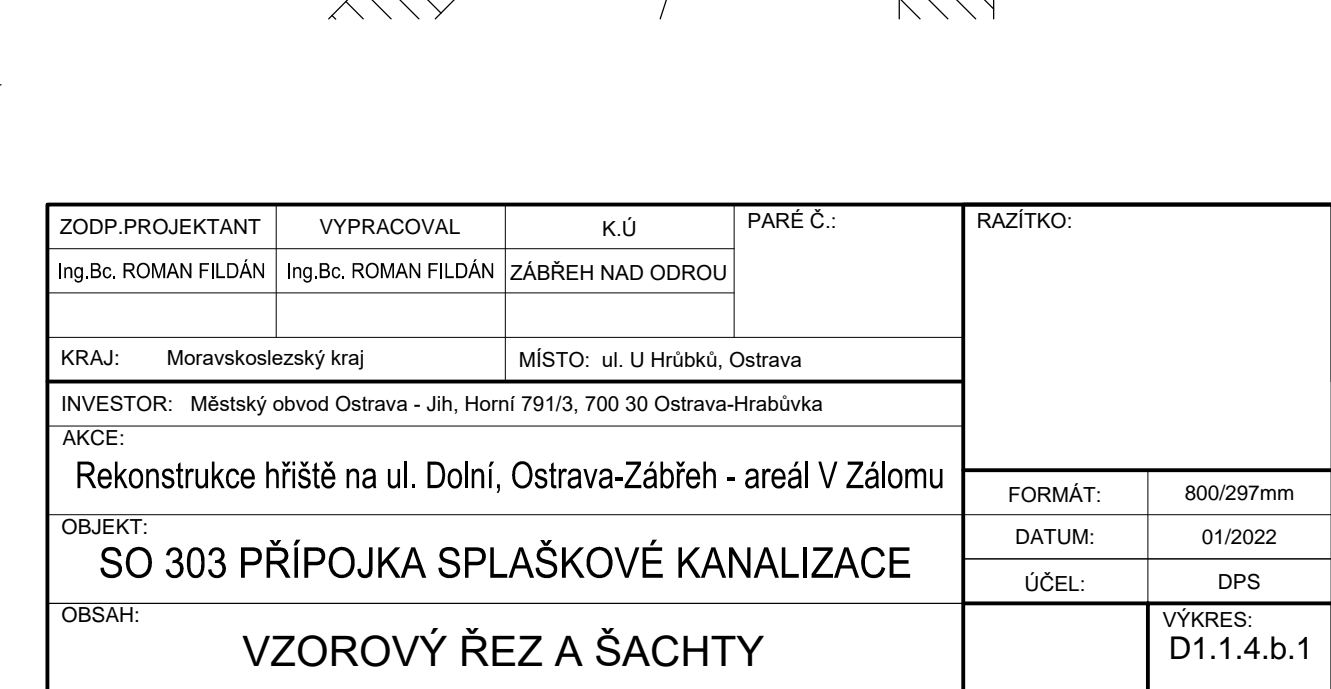 ZODP.PROJEKTANT VYPRACOVAL K.Ú PARÉ Č.: RAZÍTKO:
Ing.Bc. ROMAN FILDÁN Ing.Bc. ROMAN FILDÁN ZÁBŘEH NAD ODROU
KRAJ: Moravskoslezský kraj MÍSTO: ul. U Hrůbků, Ostrava
INVESTOR: Městský obvod Ostrava - Jih, Horní 791/3, 700 30 Ostrava-Hrabůvka
AKCE:
Rekonstrukce hřiště na ul. Dolní, Ostrava-Zábřeh - areál V Zálomu
FORMÁT: 800/297mm
OBJEKT:
SO 303 PŘÍPOJKA SPLAŠKOVÉ KANALIZACE
DATUM: 01/2022
ÚČEL: DPS
OBSAH:
VZOROVÝ ŘEZ A ŠACHTY
VÝKRES:
D1.1.4.b.1